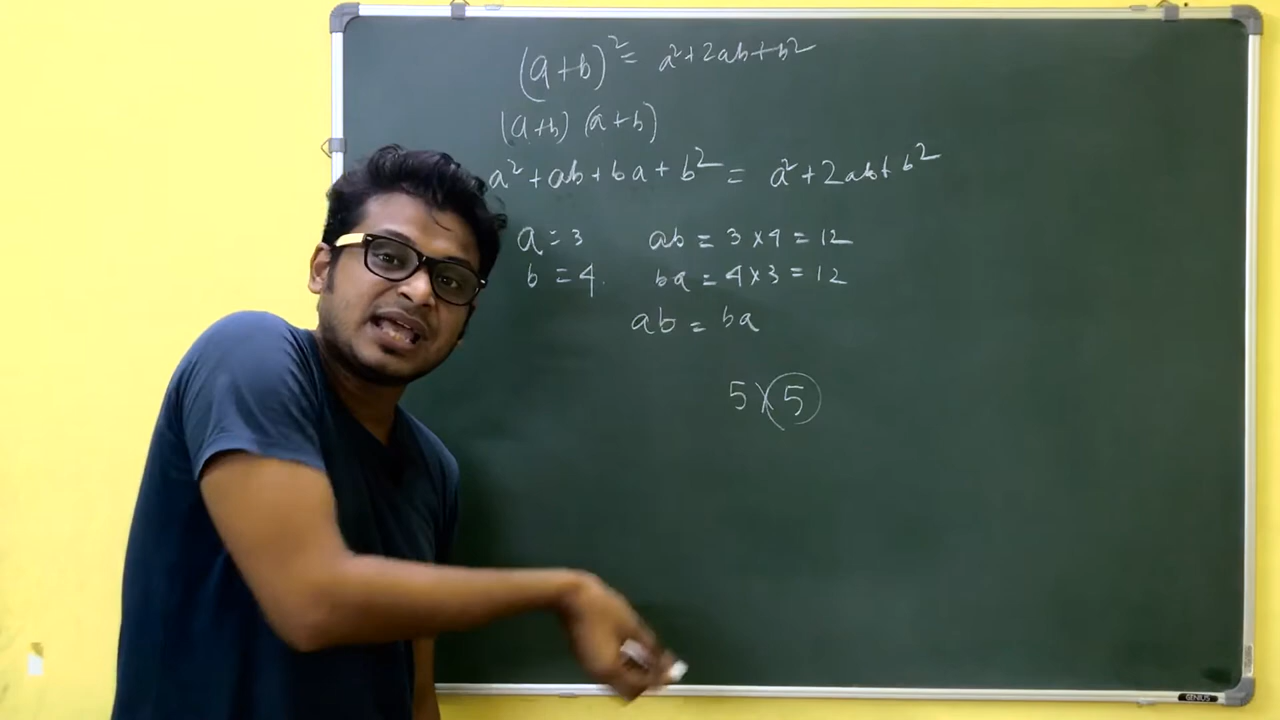 (a+b)² = a²+2ab+b²
(a+b) (a+b)
a²+ab+ba+b² = a²+2ab+b²
a=3 ab = 3×4=12
b=4. ba = 4×3=12
ab = ba
5×5
GENIUS